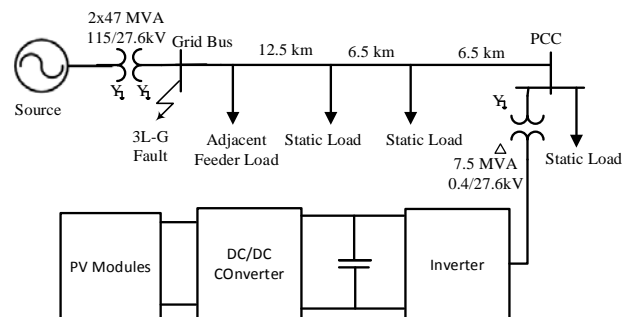 2x47 MVA
115/27.6kV
Grid Bus
12.5 km
6.5 km
6.5 km
PCC
Source
Y
Y
3L-G
Fault
Adjacent
Feeder Load
Static Load
Static Load
Y
Δ
7.5 MVA
0.4/27.6kV
Static Load
PV Modules
DC/DC
COnverter
Inverter